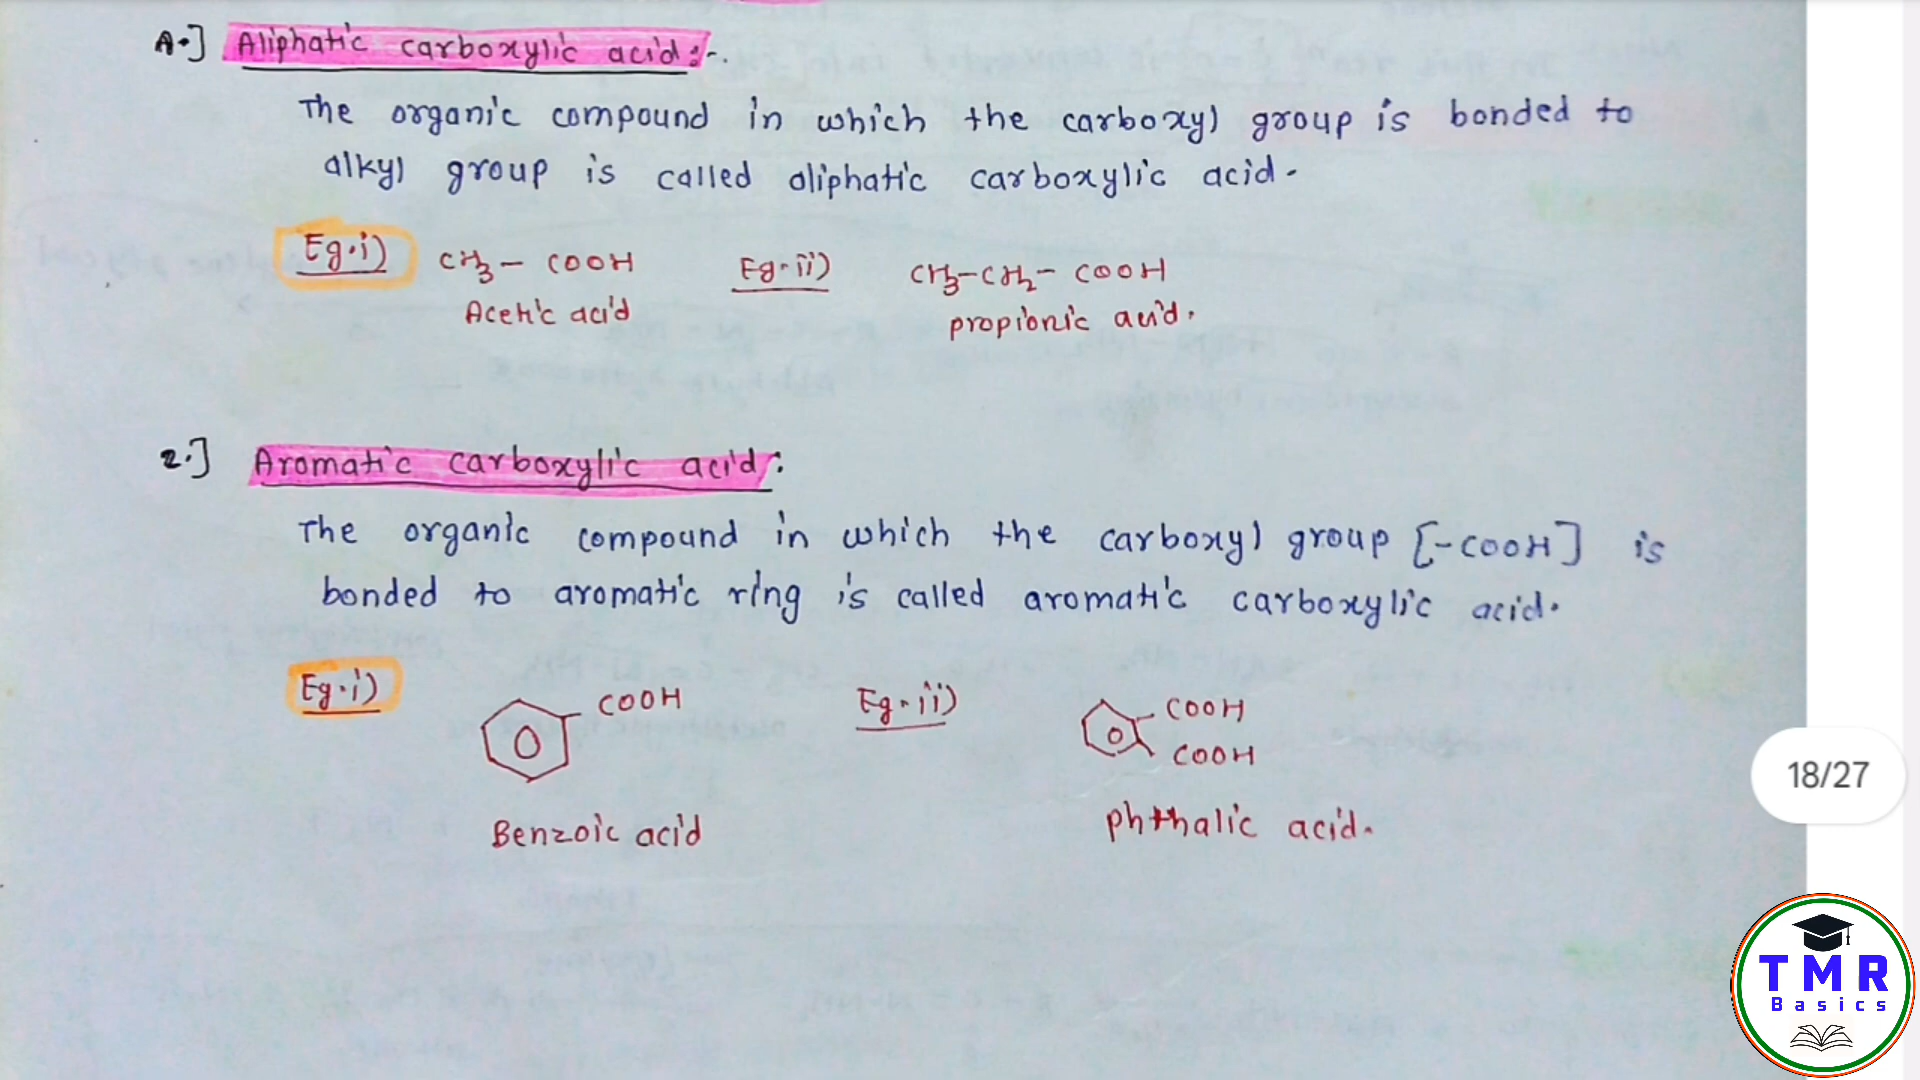 A.] Aliphatic carboxylic acid :-.
The organic compound in which the carboxyl group is bonded to
alkyl group is called aliphatic carboxylic acid.
Eg.i) CH3 - COOH Eg.ii) CH3-CH2- COOH
Acetic acid propionic acid.
2.] Aromatic carboxylic acid :
The organic compound in which the carboxyl group [-COOH] is
bonded to aromatic ring is called aromatic carboxylic acid.
Eg.i) COOH Eg.ii) COOH
COOH
Benzoic acid phthalic acid.
18/27
TMR
Basics